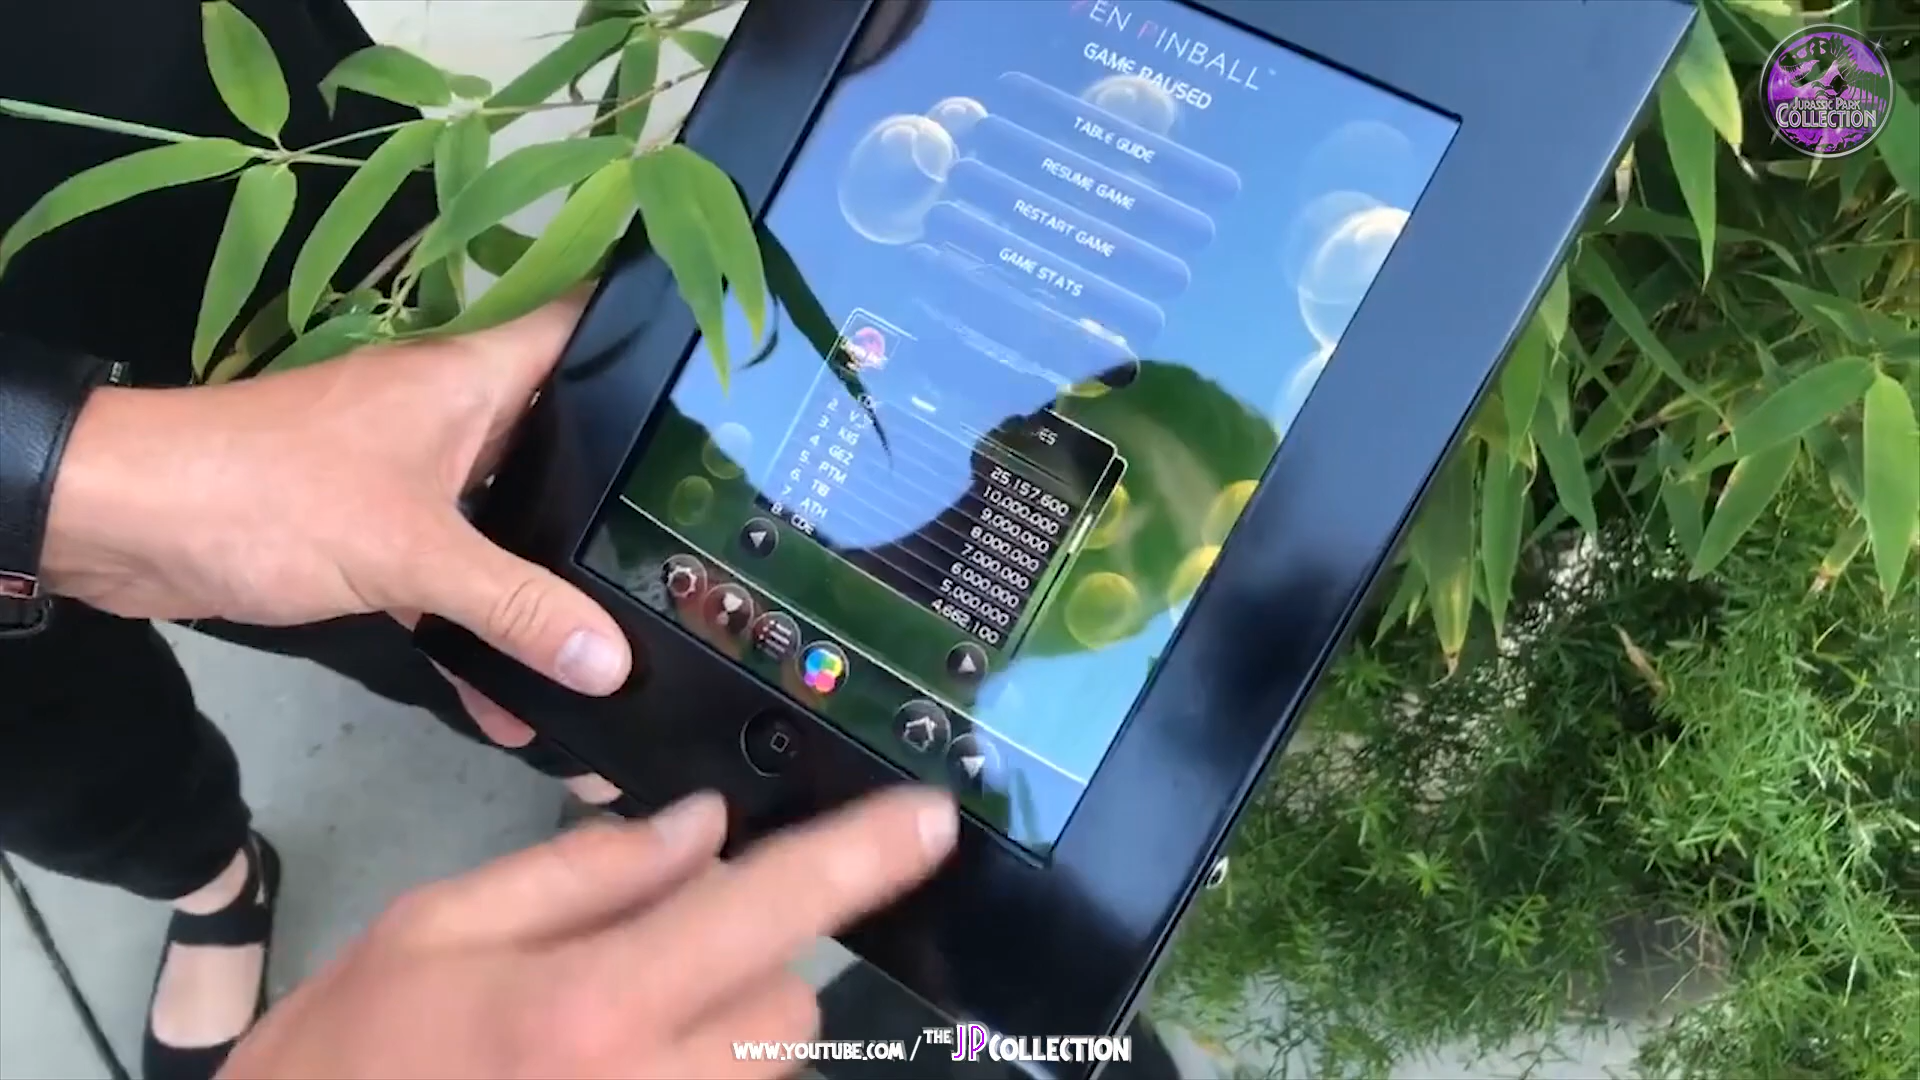 ZEN PINBALL™
GAME PAUSED
TABLE GUIDE
RESUME GAME
RESTART GAME
GAME STATS
25,157,600
2. 10,000,000
3. KIG 9,000,000
4. GEZ 8,000,000
5. PTM 7,000,000
6. TBI 6,000,000
7. ATH 5,000,000
8. CDE 4,662,100
JURASSIC PARK
COLLECTION
WWW.YOUTUBE.COM / THE JP COLLECTION